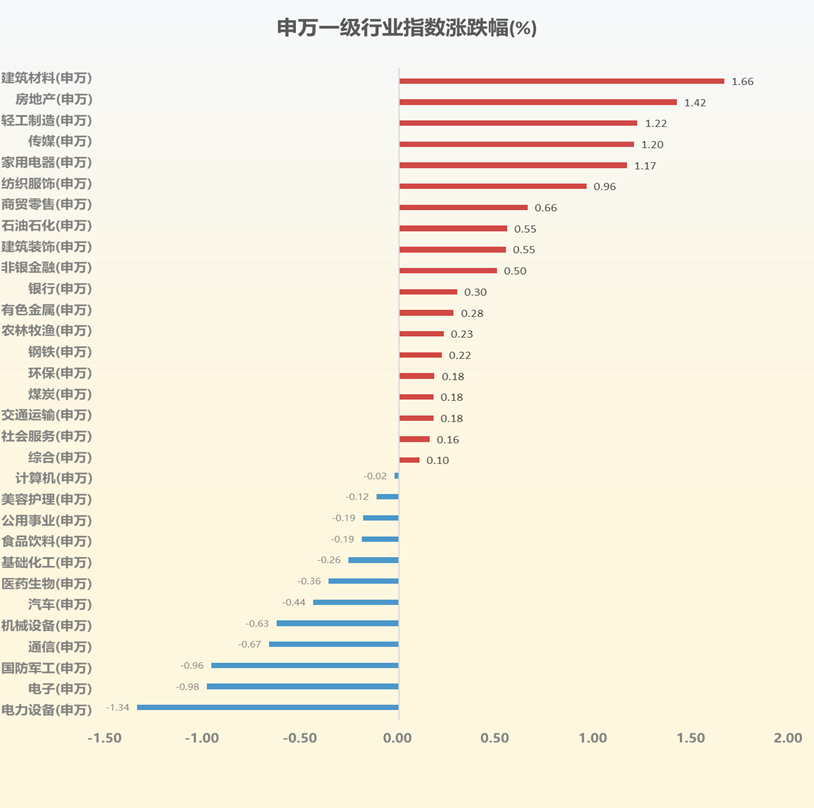 申万一级行业指数涨跌幅(%)
建筑材料(申万) 1.66
房地产(申万) 1.42
轻工制造(申万) 1.22
传媒(申万) 1.20
家用电器(申万) 1.17
纺织服饰(申万) 0.96
商贸零售(申万) 0.66
石油石化(申万) 0.55
建筑装饰(申万) 0.55
非银金融(申万) 0.50
银行(申万) 0.30
有色金属(申万) 0.28
农林牧渔(申万) 0.23
钢铁(申万) 0.22
环保(申万) 0.18
煤炭(申万) 0.18
交通运输(申万) 0.18
社会服务(申万) 0.16
综合(申万) 0.10
计算机(申万) -0.02
美容护理(申万) -0.12
公用事业(申万) -0.19
食品饮料(申万) -0.19
基础化工(申万) -0.26
医药生物(申万) -0.36
汽车(申万) -0.44
机械设备(申万) -0.63
通信(申万) -0.67
国防军工(申万) -0.96
电子(申万) -0.98
电力设备(申万) -1.34
-1.50 -1.00 -0.50 0.00 0.50 1.00 1.50 2.00